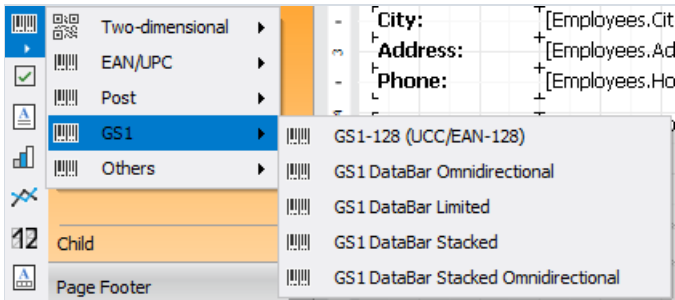 Two-dimensional
EAN/UPC
Post
GS1
Others
GS1-128 (UCC/EAN-128)
GS1 DataBar Omnidirectional
GS1 DataBar Limited
GS1 DataBar Stacked
GS1 DataBar Stacked Omnidirectional
City: [Employees.Cit
Address: [Employees.Ad
Phone: [Employees.Ho
3
12
Child
Page Footer